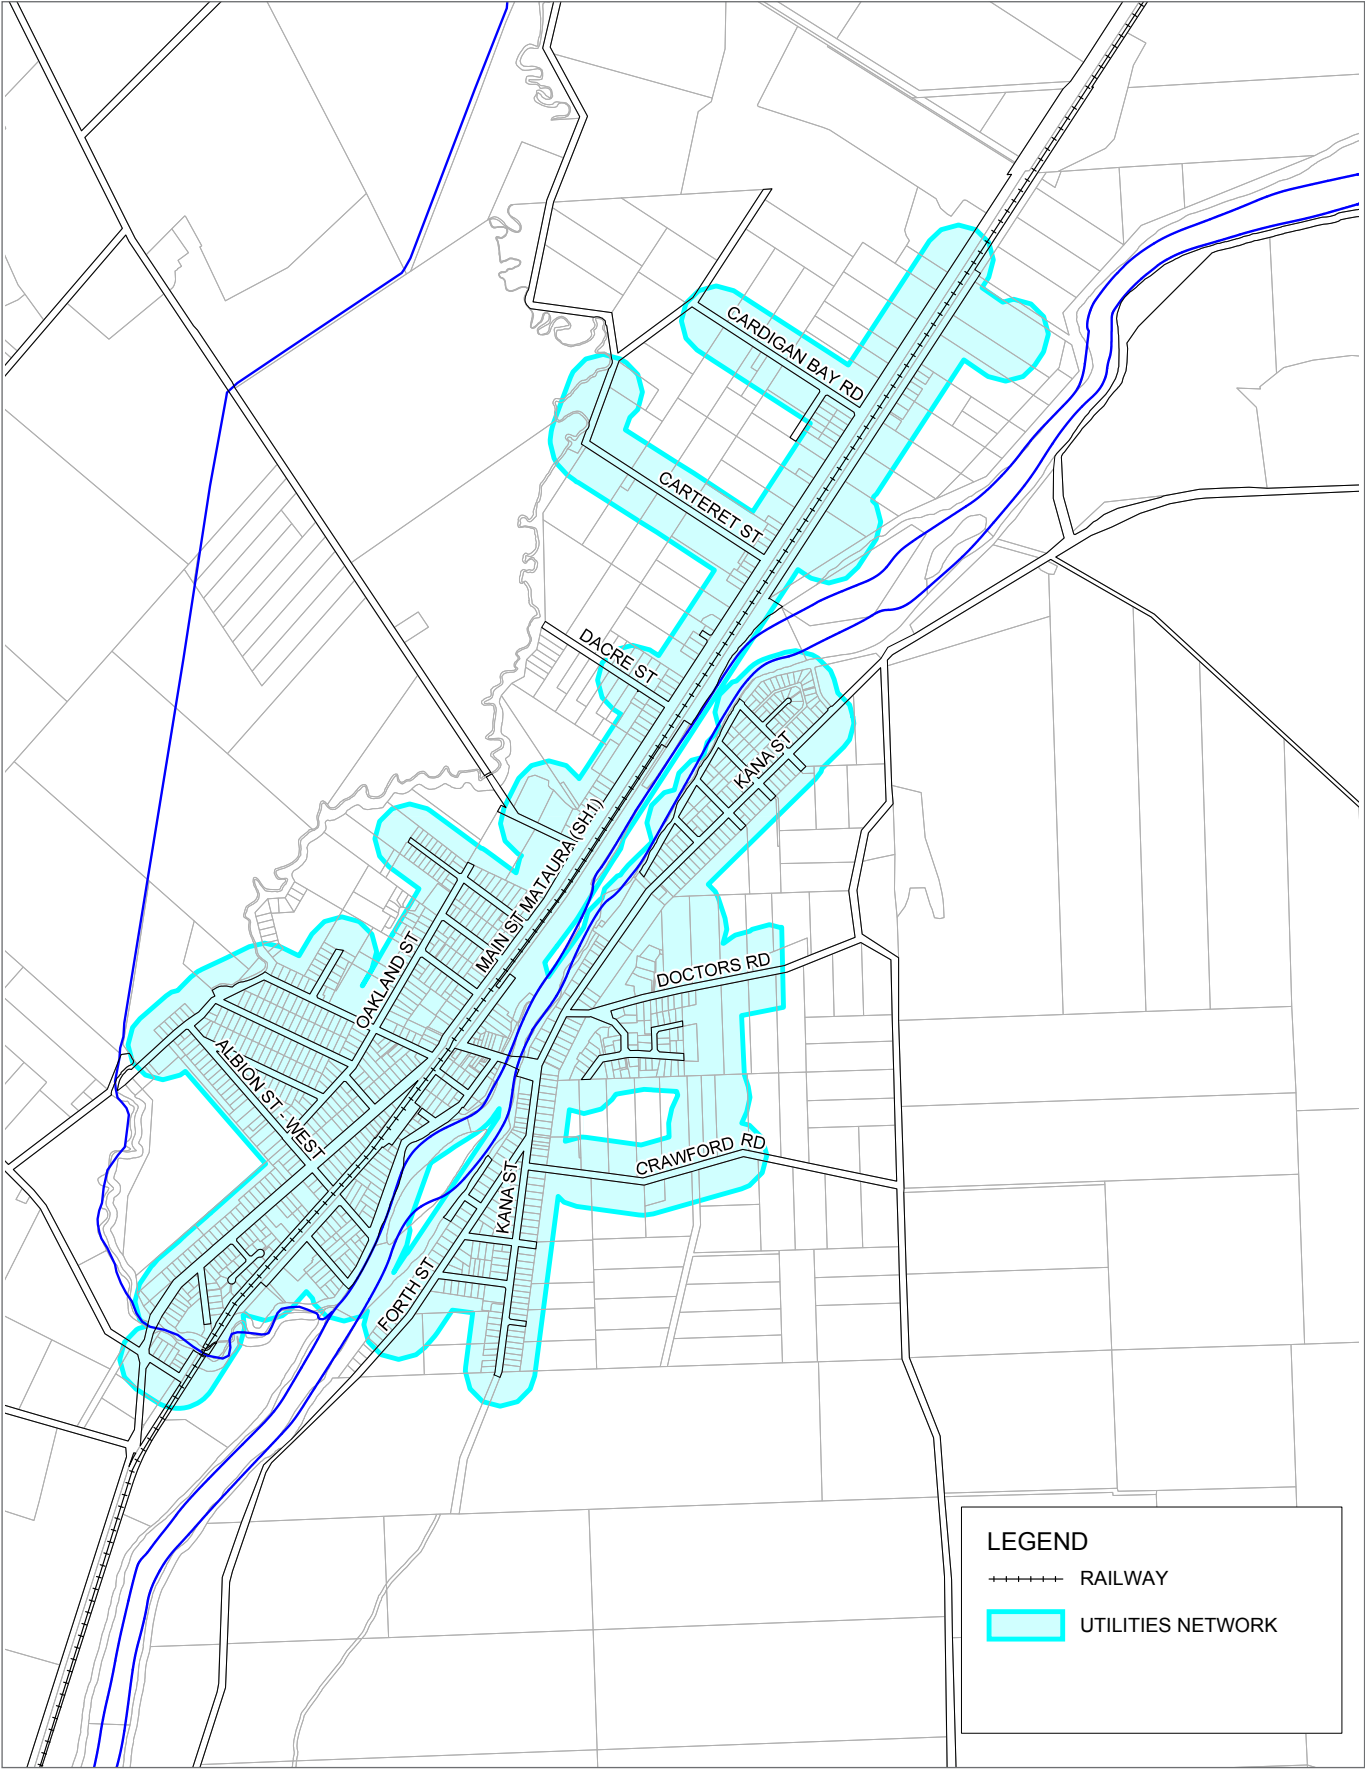 CARDIGAN BAY RD
CARTERET ST
DACRE ST
KANA ST
MAIN ST MATAURA (SH1)
OAKLAND ST
DOCTORS RD
ALBION ST - WEST
CRAWFORD RD
KANA ST
FORTH ST
LEGEND
RAILWAY
UTILITIES NETWORK